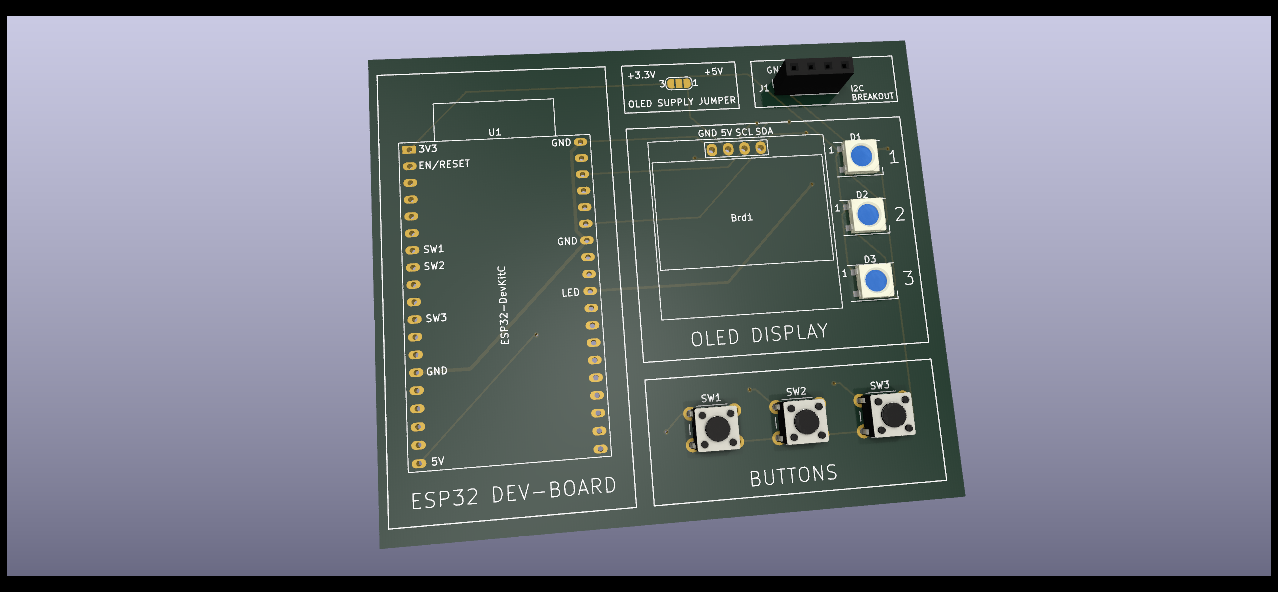 +3.3V
+5V
3
1
OLED SUPPLY JUMPER
J1
I2C
BREAKOUT
U1
3V3
EN/RESET
GND
SW1
SW2
GND
LED
SW3
ESP32-DevKitC
GND
5V
ESP32 DEV-BOARD
GND 5V SCL SDA
Brd1
OLED DISPLAY
D1
1
1
D2
1
2
D3
1
3
SW1
SW2
SW3
BUTTONS